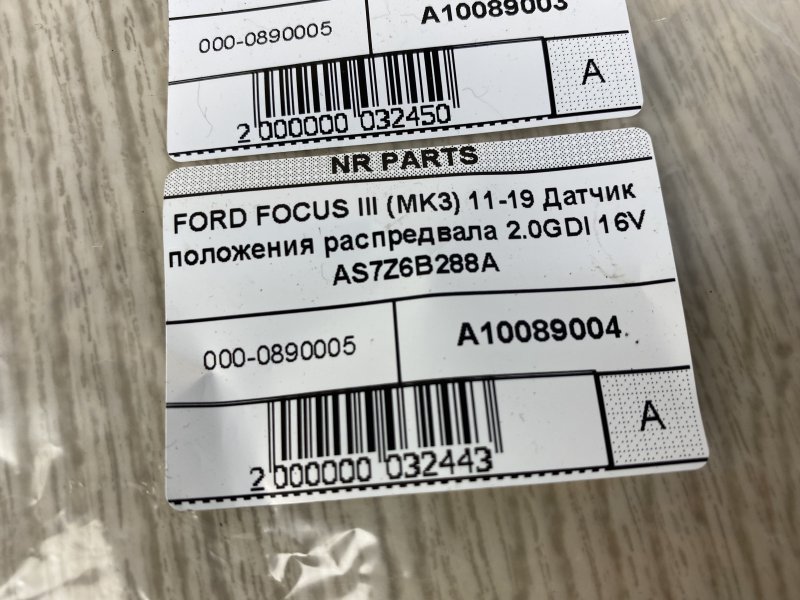 000-0890005
A10089003
A
2 000000 032450
NR PARTS
FORD FOCUS III (MK3) 11-19 Датчик
положения распредвала 2.0GDI 16V
AS7Z6B288A
000-0890005
A10089004
A
2 000000 032443